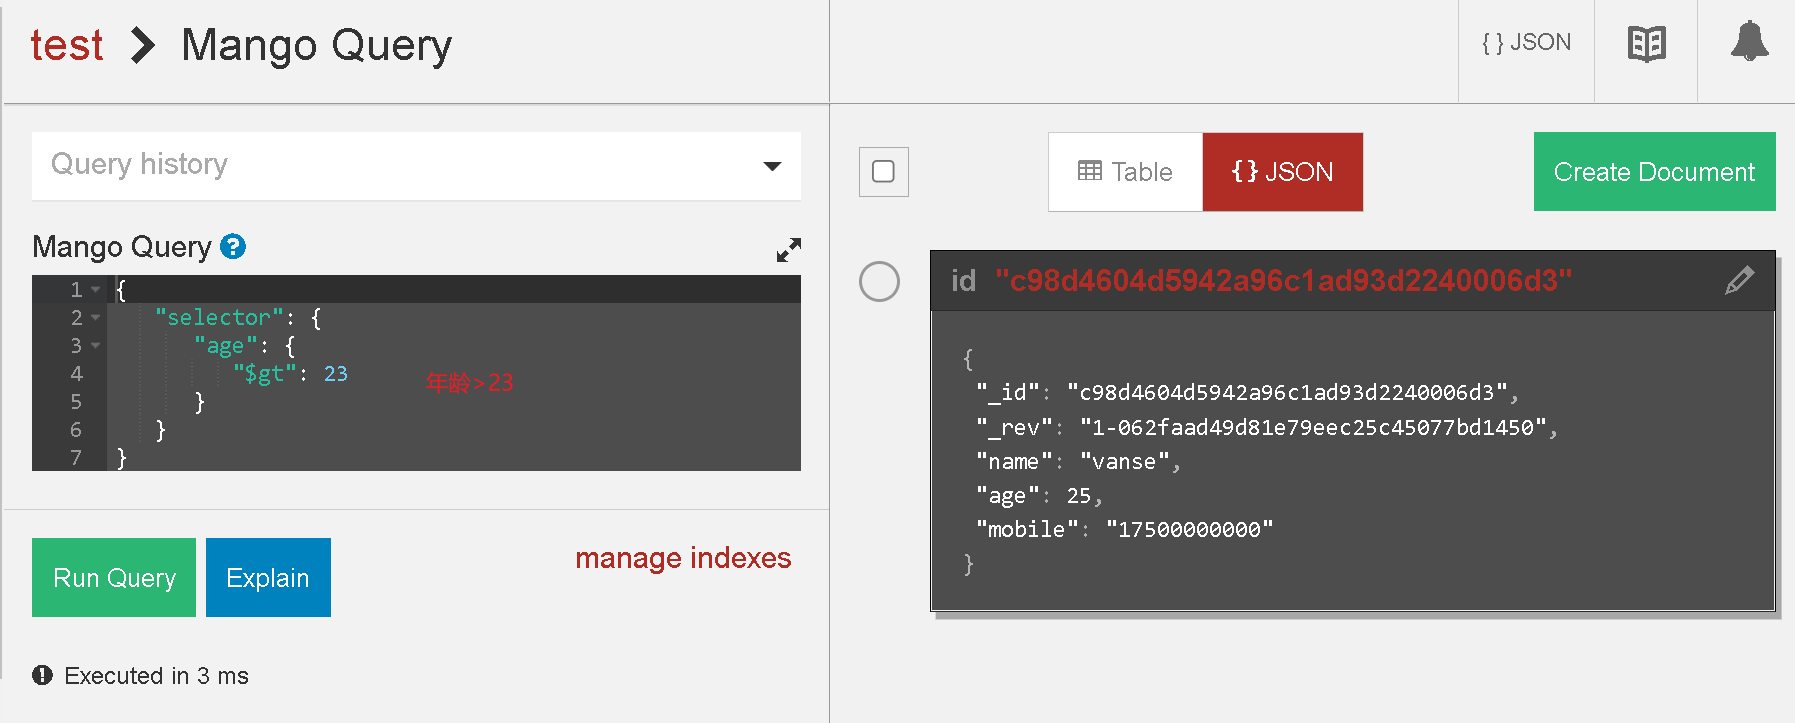 test > Mango Query
{ } JSON
Query history
Mango Query ?
1 {
2 "selector": {
3 "age": {
4 "$gt": 23
年龄>23
5 }
6 }
7 }
Run Query
Explain
manage indexes
Executed in 3 ms
Table
{ } JSON
Create Document
id "c98d4604d5942a96c1ad93d2240006d3"
{
"_id": "c98d4604d5942a96c1ad93d2240006d3",
"_rev": "1-062faad49d81e79eec25c45077bd1450",
"name": "vanse",
"age": 25,
"mobile": "17500000000"
}